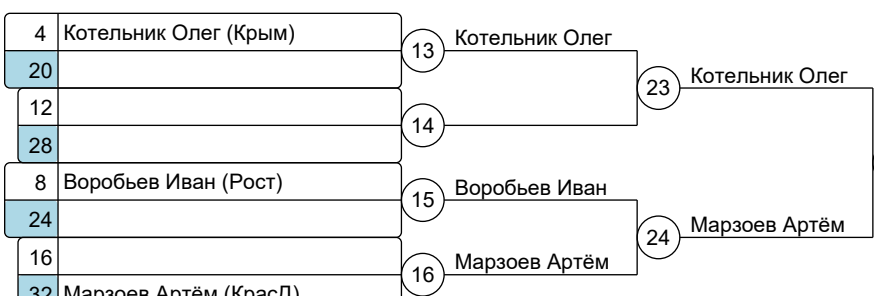 4 Котельник Олег (Крым)
13 Котельник Олег
20
23 Котельник Олег
12
14
28
8 Воробьев Иван (Рост)
15 Воробьев Иван
24
24 Марзоев Артём
16
16 Марзоев Артём
32 Марзоев Артём (КрасД)